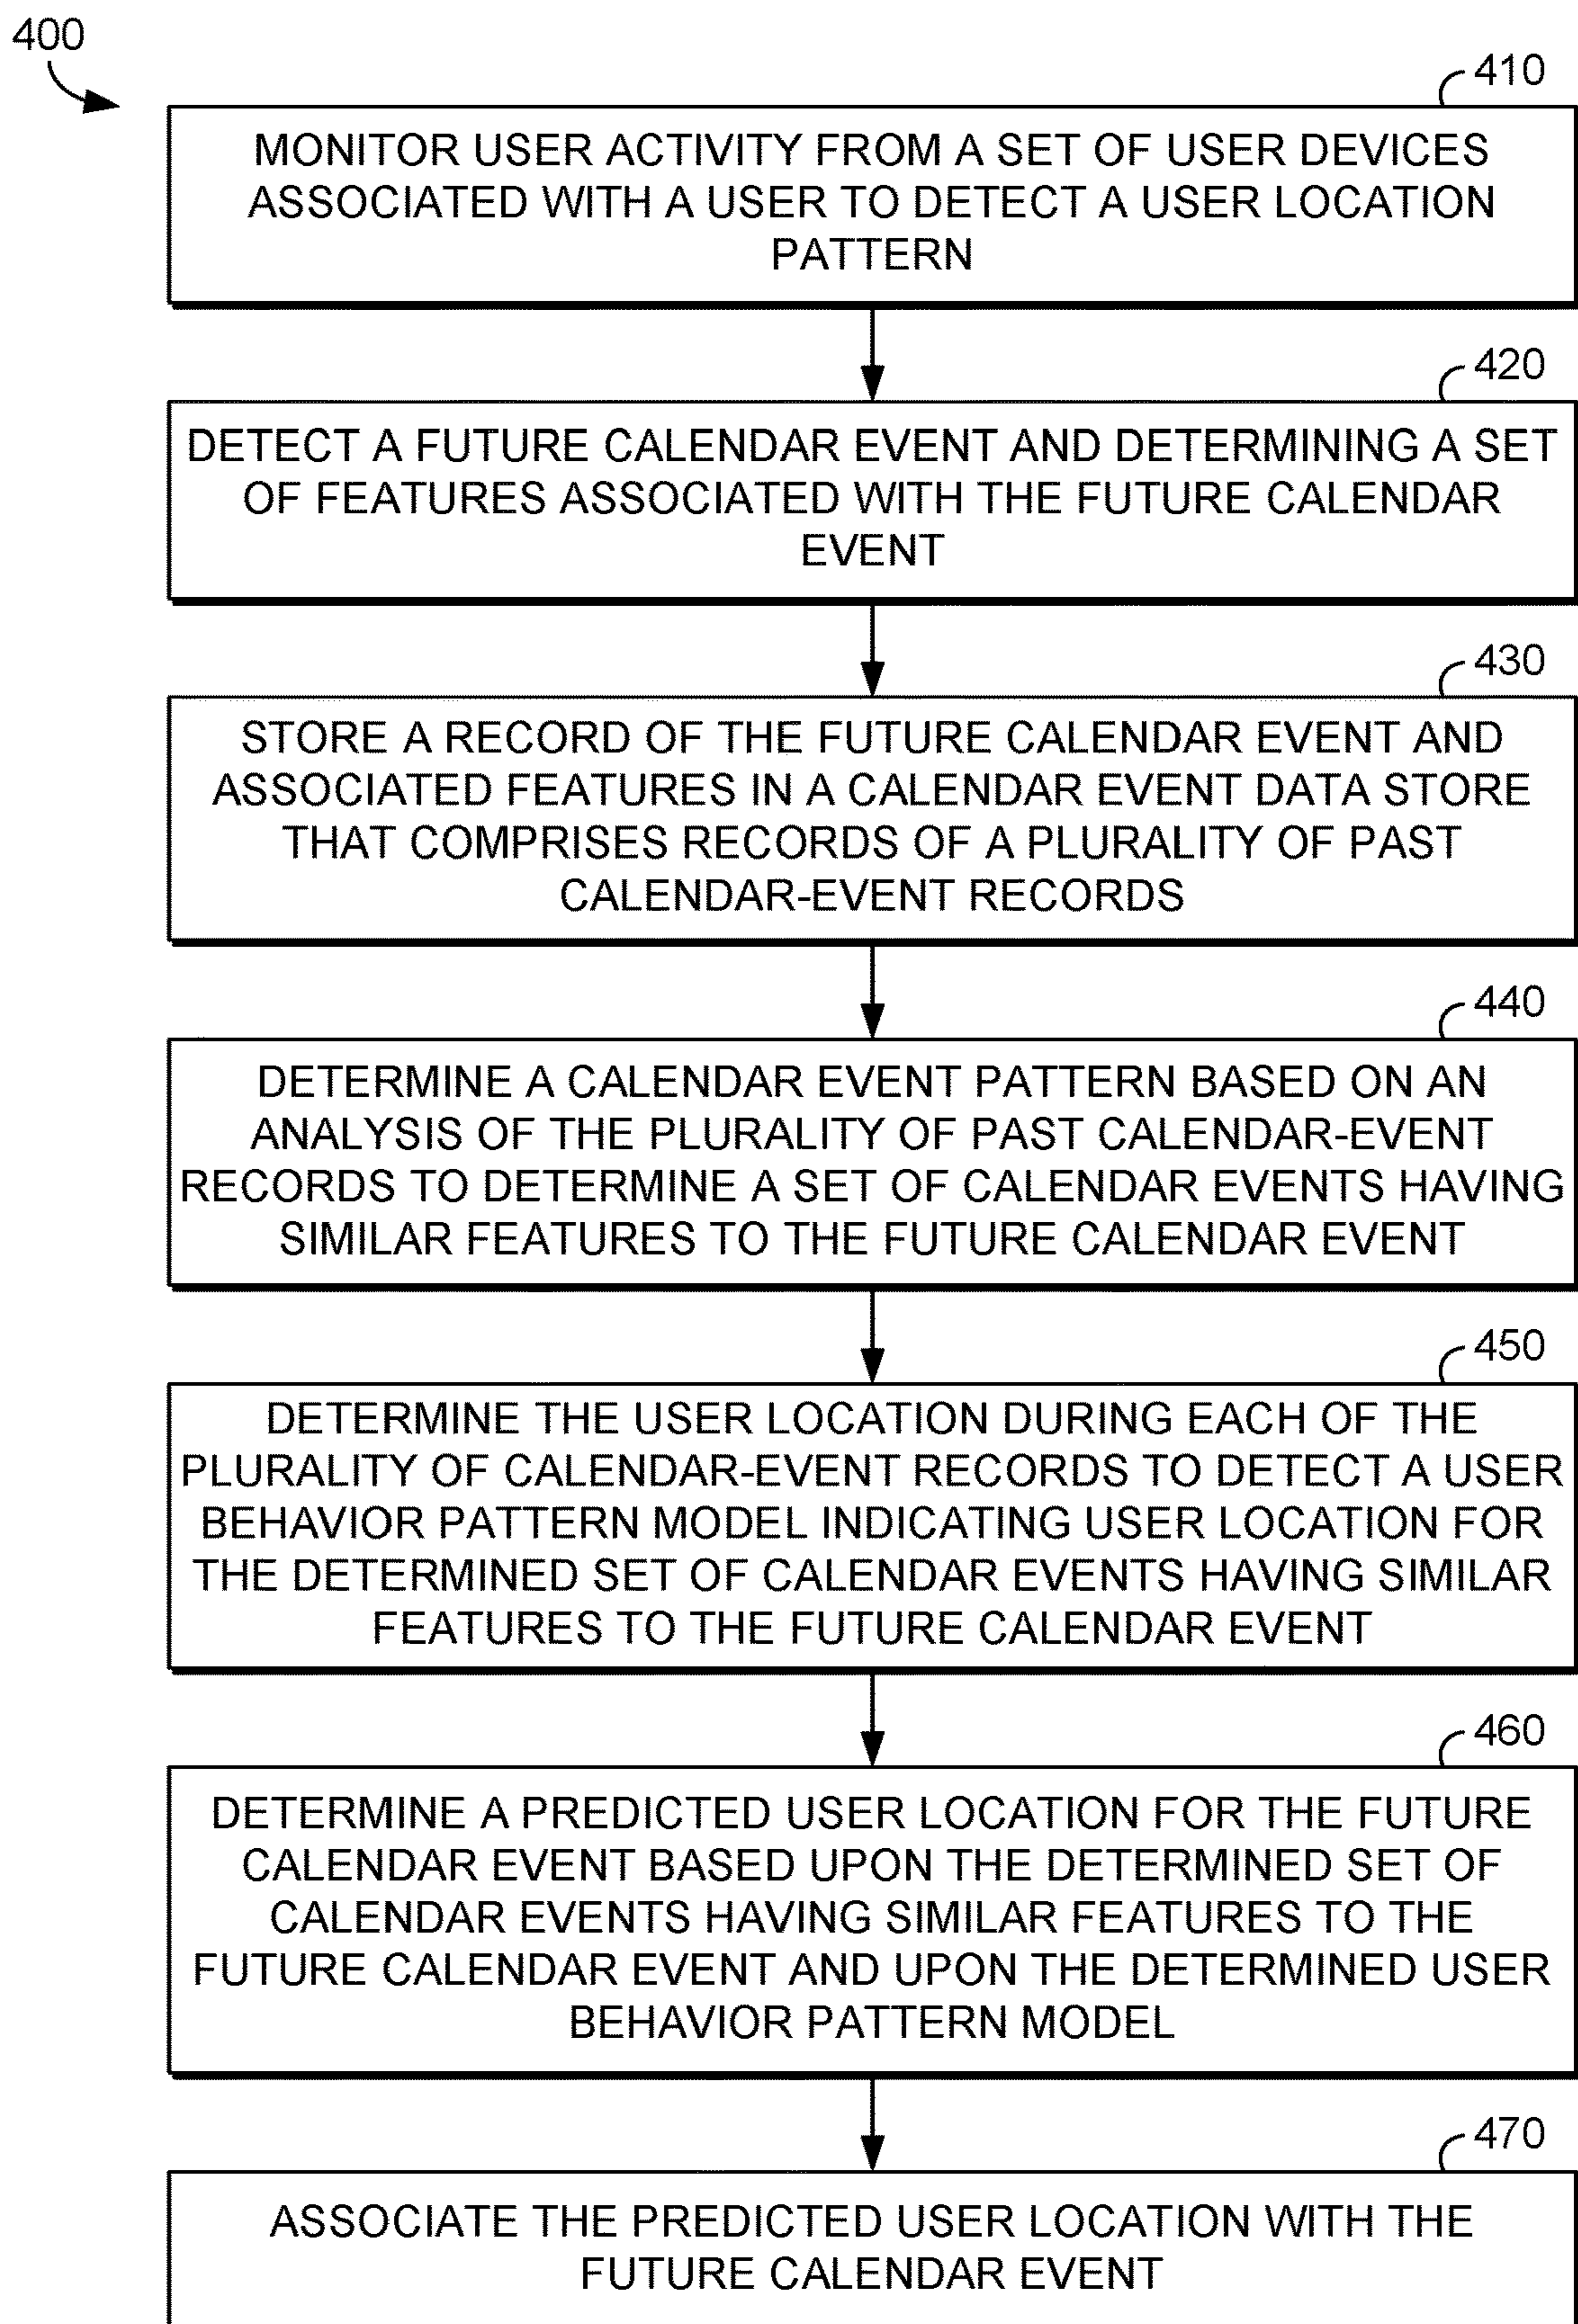 400
410
MONITOR USER ACTIVITY FROM A SET OF USER DEVICES
ASSOCIATED WITH A USER TO DETECT A USER LOCATION
PATTERN
420
DETECT A FUTURE CALENDAR EVENT AND DETERMINING A SET
OF FEATURES ASSOCIATED WITH THE FUTURE CALENDAR
EVENT
430
STORE A RECORD OF THE FUTURE CALENDAR EVENT AND
ASSOCIATED FEATURES IN A CALENDAR EVENT DATA STORE
THAT COMPRISES RECORDS OF A PLURALITY OF PAST
CALENDAR-EVENT RECORDS
440
DETERMINE A CALENDAR EVENT PATTERN BASED ON AN
ANALYSIS OF THE PLURALITY OF PAST CALENDAR-EVENT
RECORDS TO DETERMINE A SET OF CALENDAR EVENTS HAVING
SIMILAR FEATURES TO THE FUTURE CALENDAR EVENT
450
DETERMINE THE USER LOCATION DURING EACH OF THE
PLURALITY OF CALENDAR-EVENT RECORDS TO DETECT A USER
BEHAVIOR PATTERN MODEL INDICATING USER LOCATION FOR
THE DETERMINED SET OF CALENDAR EVENTS HAVING SIMILAR
FEATURES TO THE FUTURE CALENDAR EVENT
460
DETERMINE A PREDICTED USER LOCATION FOR THE FUTURE
CALENDAR EVENT BASED UPON THE DETERMINED SET OF
CALENDAR EVENTS HAVING SIMILAR FEATURES TO THE
FUTURE CALENDAR EVENT AND UPON THE DETERMINED USER
BEHAVIOR PATTERN MODEL
470
ASSOCIATE THE PREDICTED USER LOCATION WITH THE
FUTURE CALENDAR EVENT